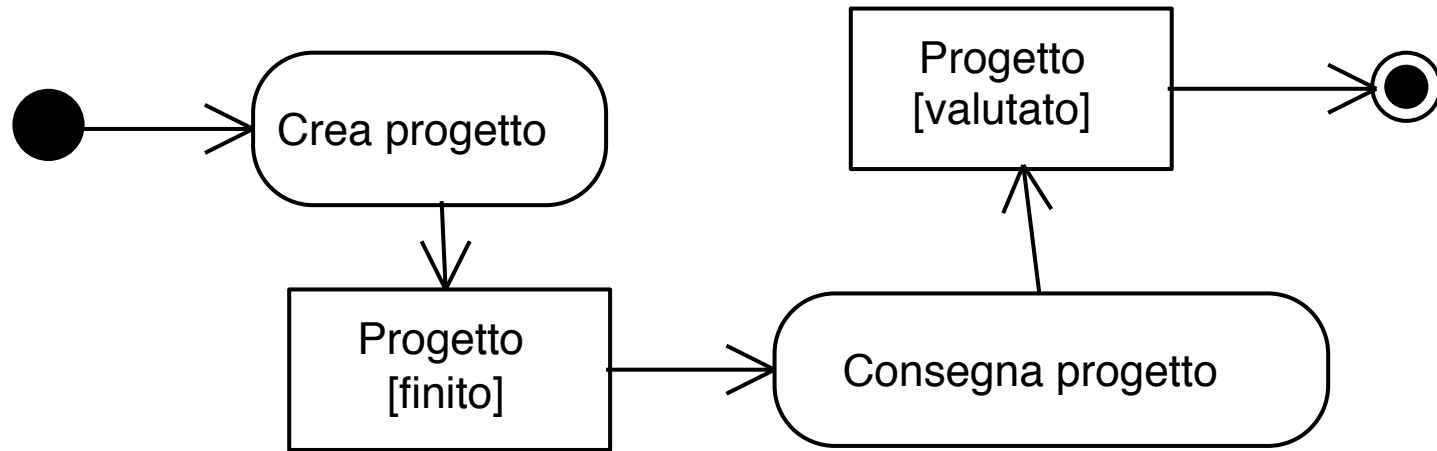 Crea progetto
Progetto
[finito]
Consegna progetto
Progetto
[valutato]